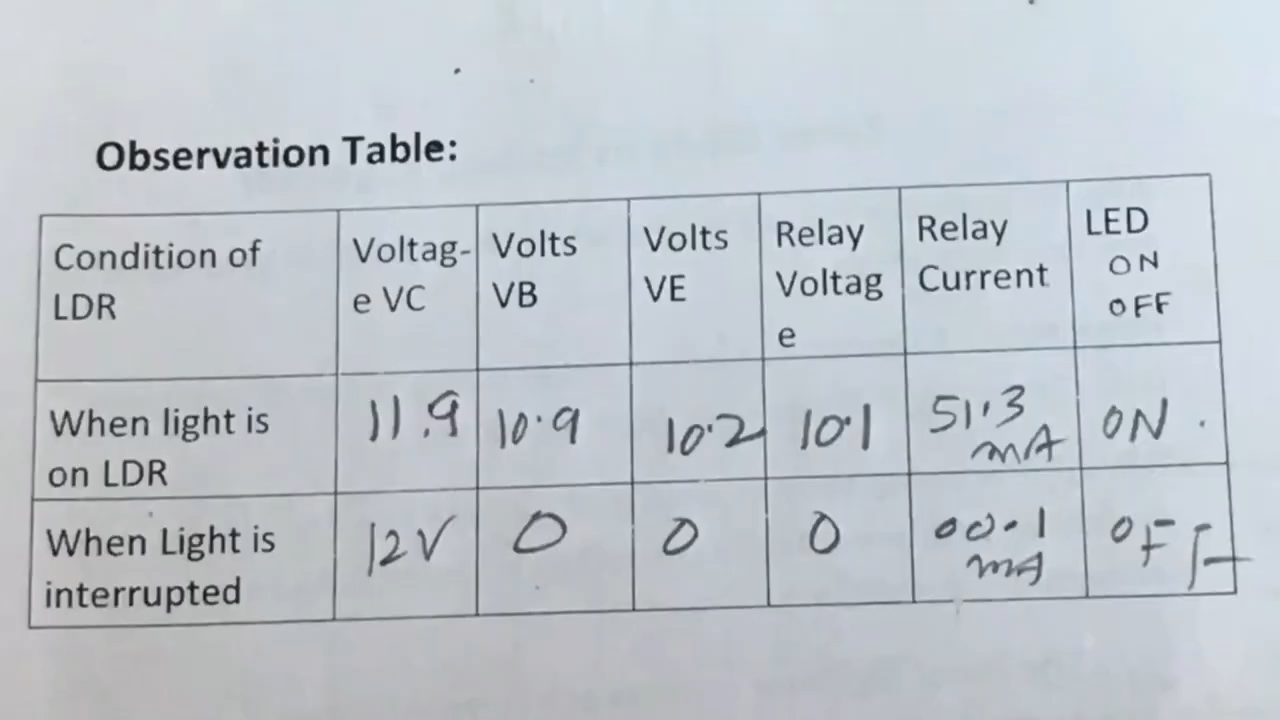 Observation Table:
Condition of
LDR
Voltag-
e VC
Volts
VB
Volts
VE
Relay
Voltag
e
Relay
Current
LED
ON
OFF
When light is
on LDR
11.9
10.9
10.2
10.1
51.3
mA
ON
When Light is
interrupted
12V
0
0
0
00.1
mA
OFF